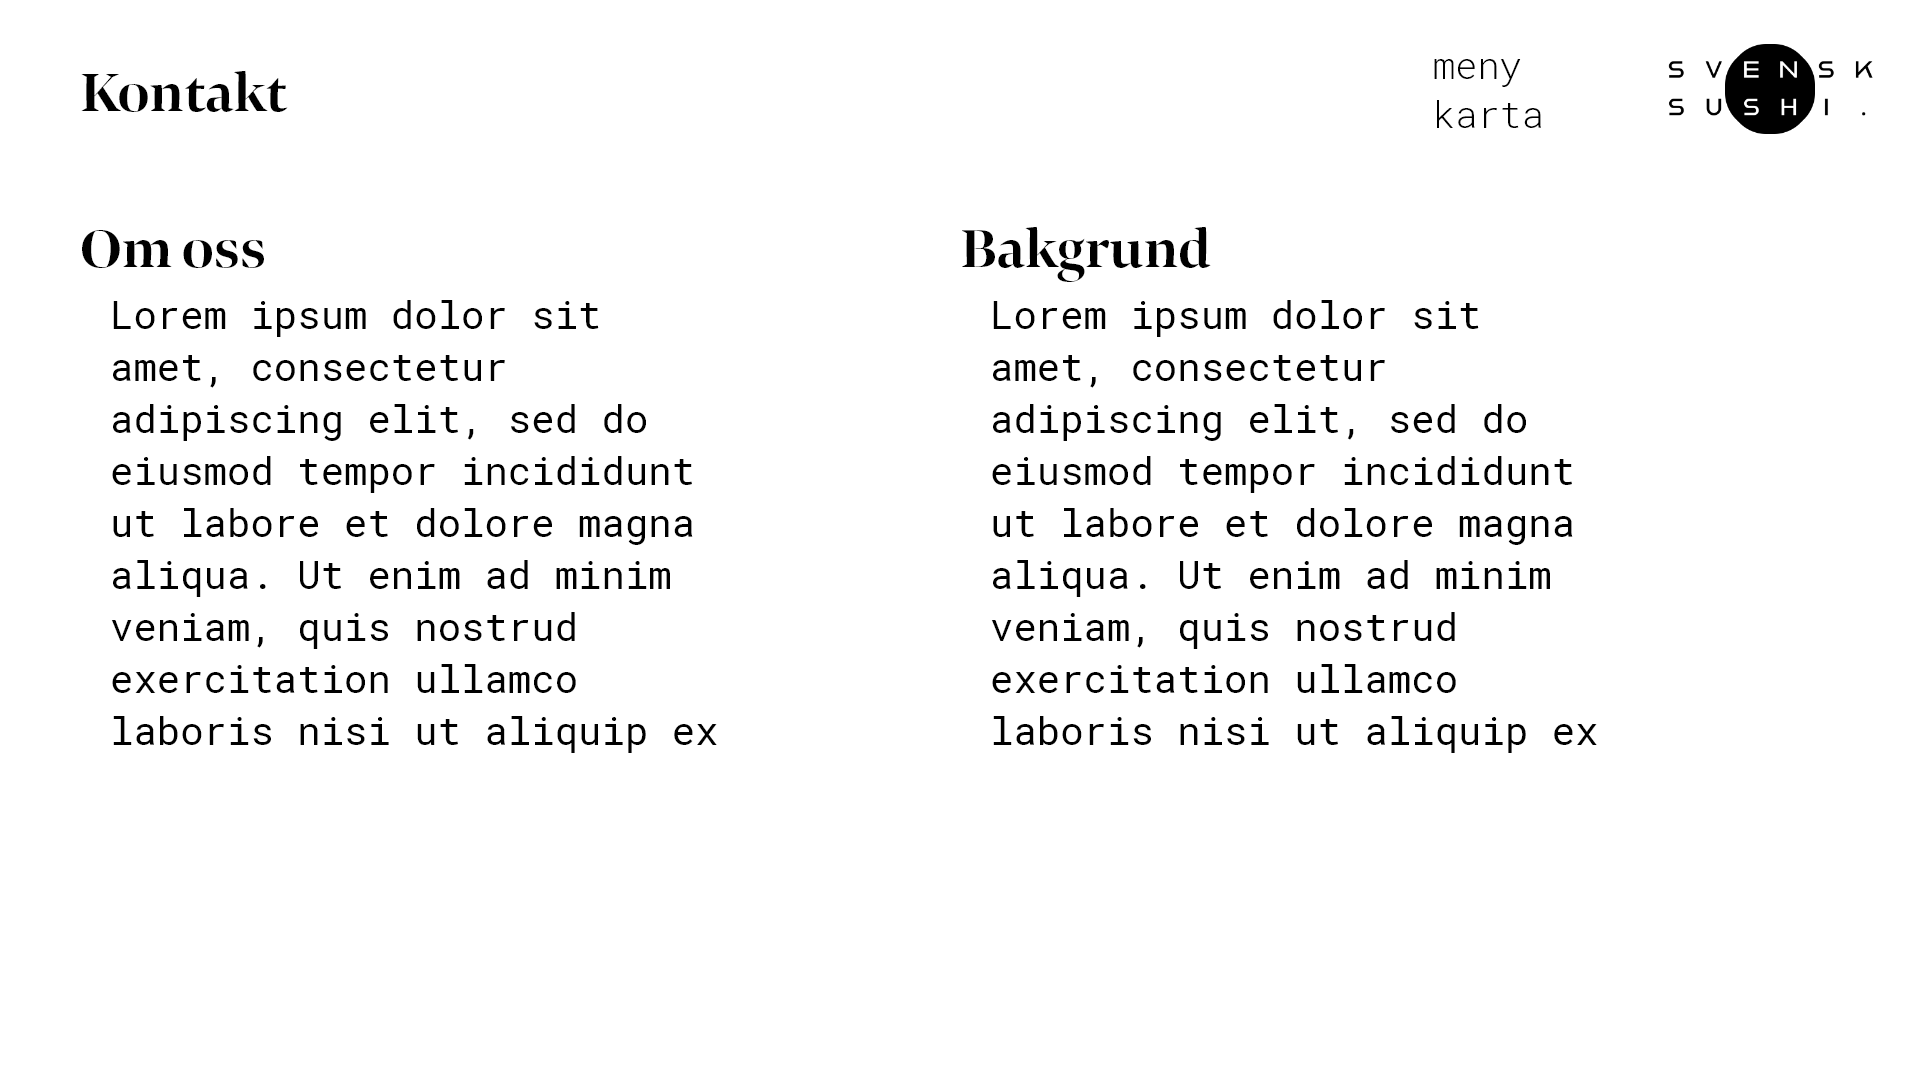 Kontakt
meny
karta
SVENSK
SUSHI.
Om oss
Lorem ipsum dolor sit
amet, consectetur
adipiscing elit, sed do
eiusmod tempor incididunt
ut labore et dolore magna
aliqua. Ut enim ad minim
veniam, quis nostrud
exercitation ullamco
laboris nisi ut aliquip ex
Bakgrund
Lorem ipsum dolor sit
amet, consectetur
adipiscing elit, sed do
eiusmod tempor incididunt
ut labore et dolore magna
aliqua. Ut enim ad minim
veniam, quis nostrud
exercitation ullamco
laboris nisi ut aliquip ex